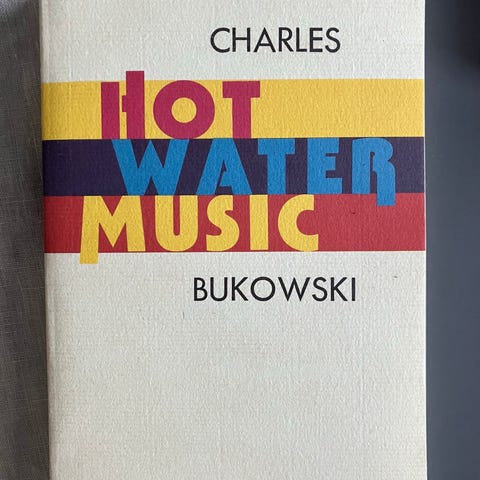 CHARLES
HOT
WATER
MUSIC
BUKOWSKI